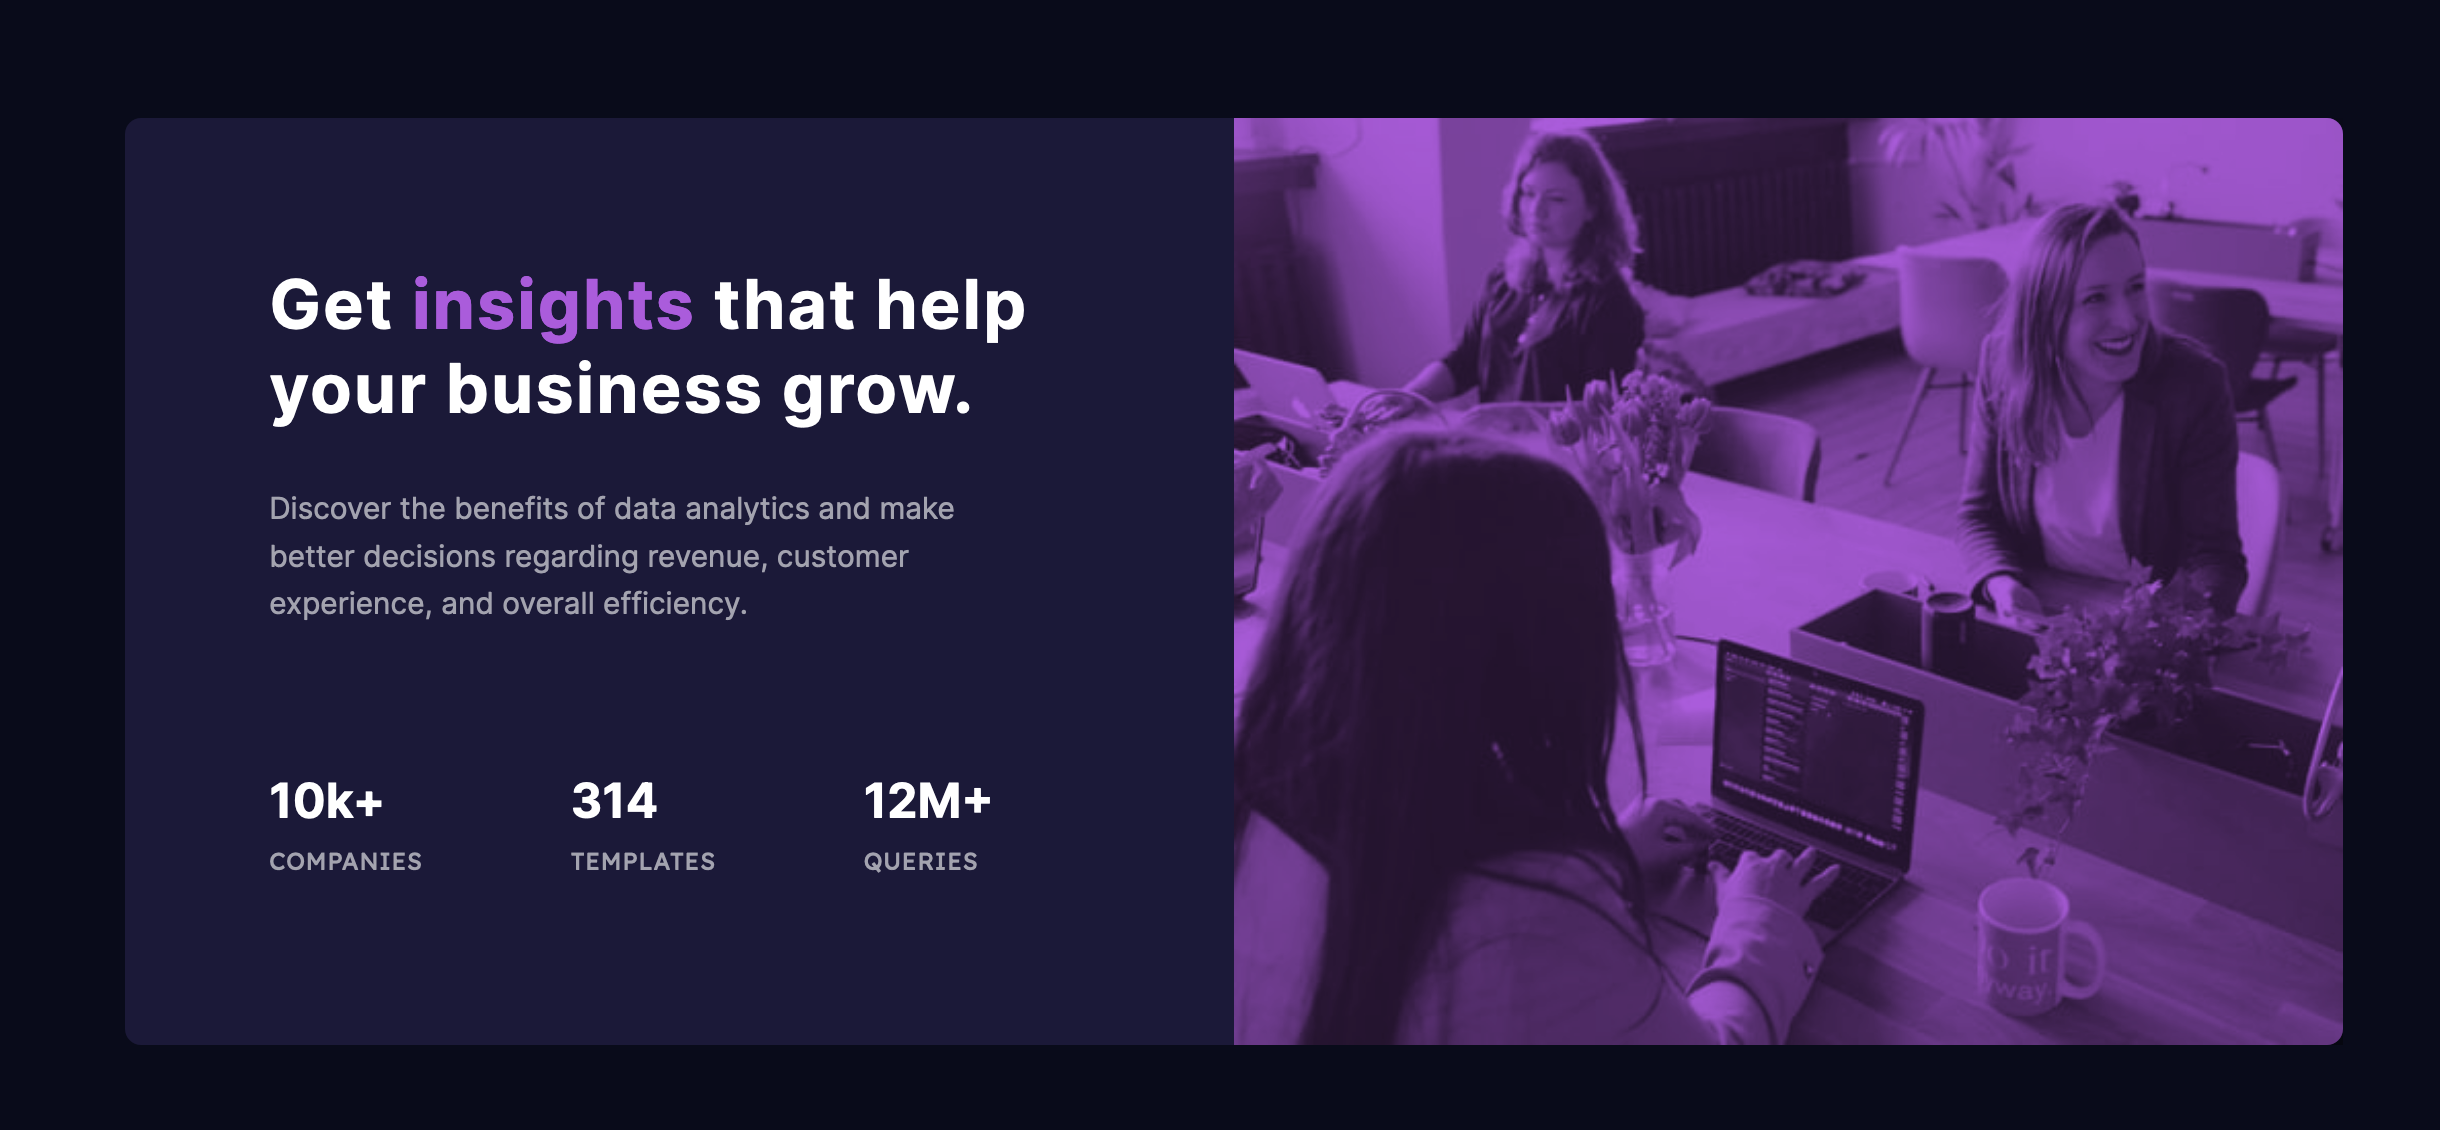 Get insights that help
your business grow.
Discover the benefits of data analytics and make
better decisions regarding revenue, customer
experience, and overall efficiency.
10k+
COMPANIES
314
TEMPLATES
12M+
QUERIES